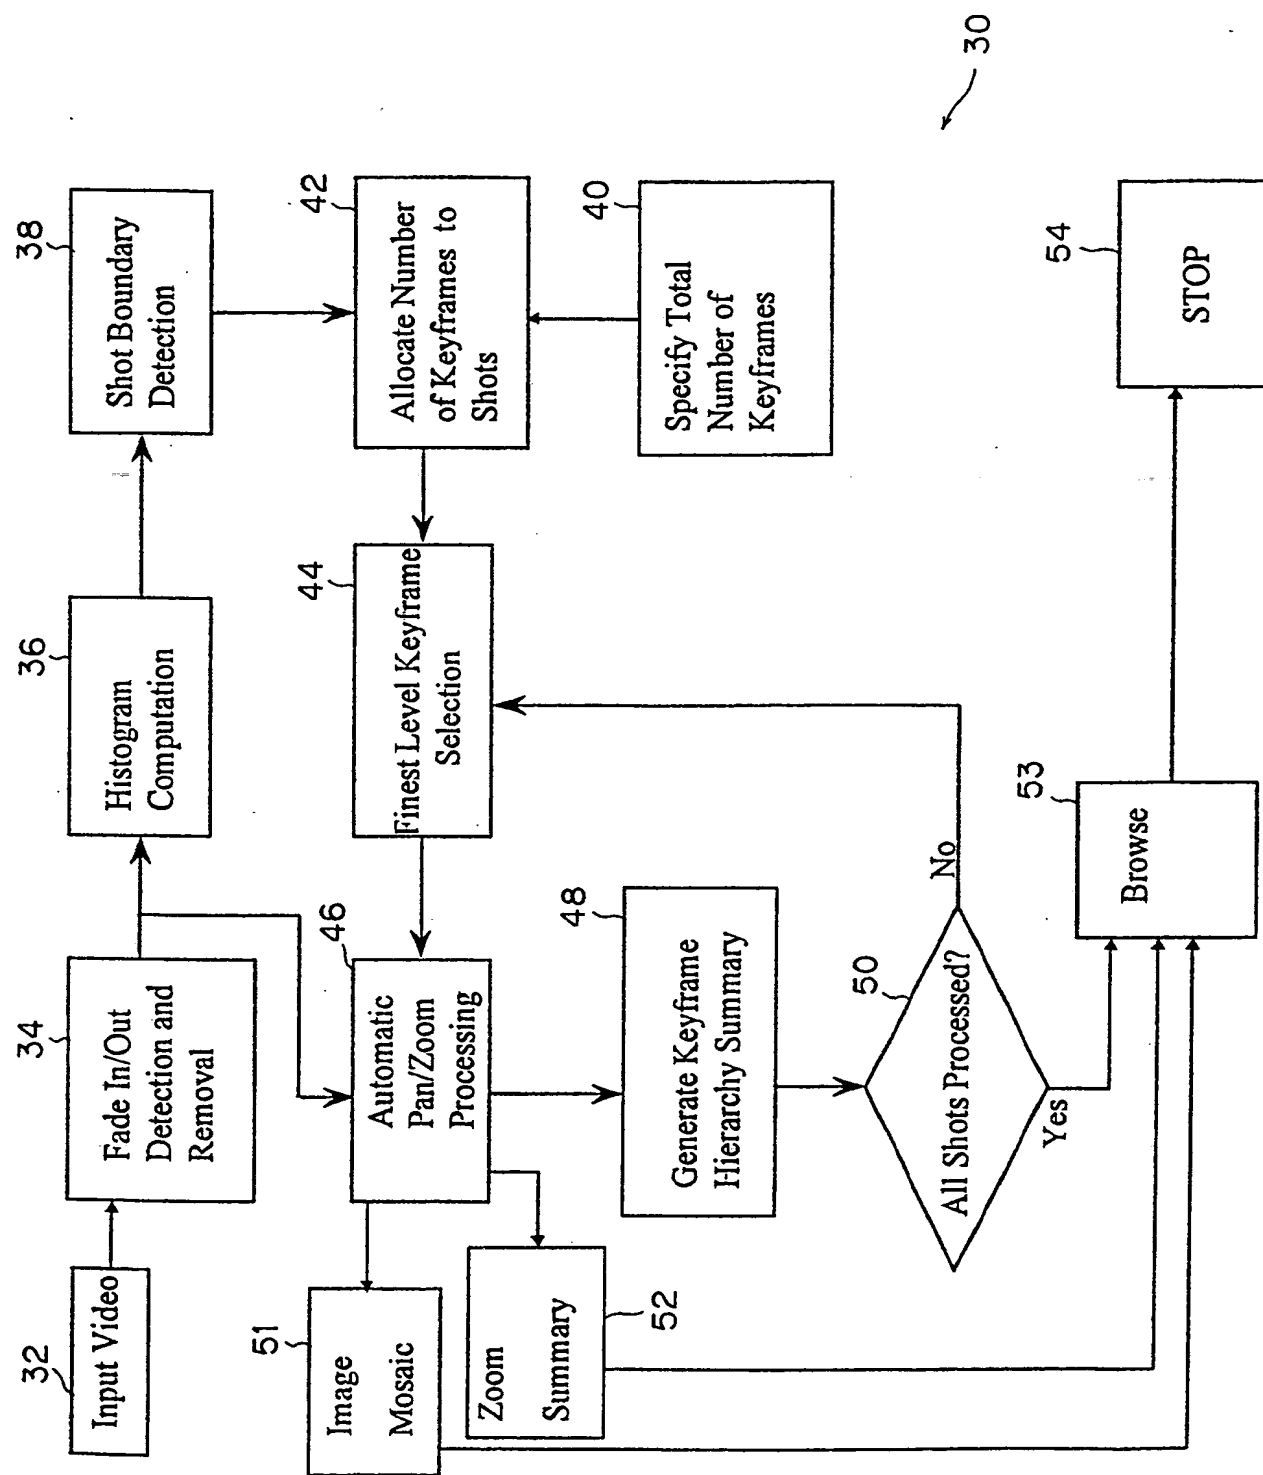 30
32
Input Video
34
Fade In/Out
Detection and
Removal
36
Histogram
Computation
38
Shot Boundary
Detection
42
Allocate Number
of Keyframes to
Shots
40
Specify Total
Number of
Keyframes
44
Finest Level Keyframe
Selection
46
Automatic
Pan/Zoom
Processing
51
Image
Mosaic
52
Zoom
Summary
48
Generate Keyframe
Hierarchy Summary
50
All Shots Processed?
No
Yes
53
Browse
54
STOP